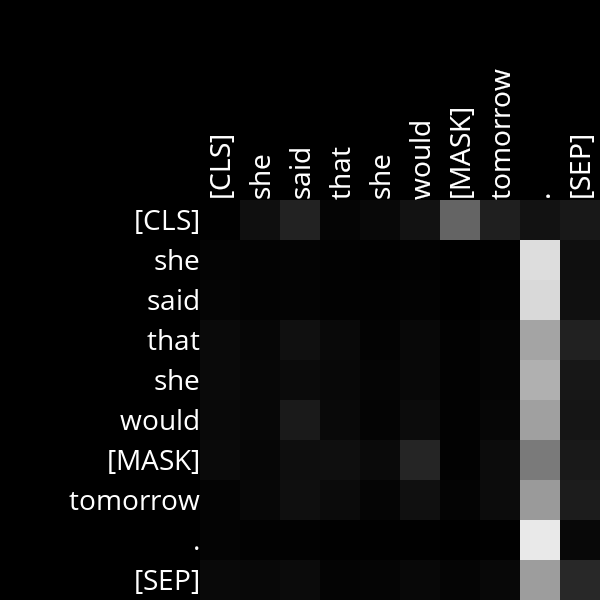 [CLS]
she
said
that
she
would
[MASK]
tomorrow
.
[SEP]
[CLS]
she
said
that
she
would
[MASK]
tomorrow
.
[SEP]